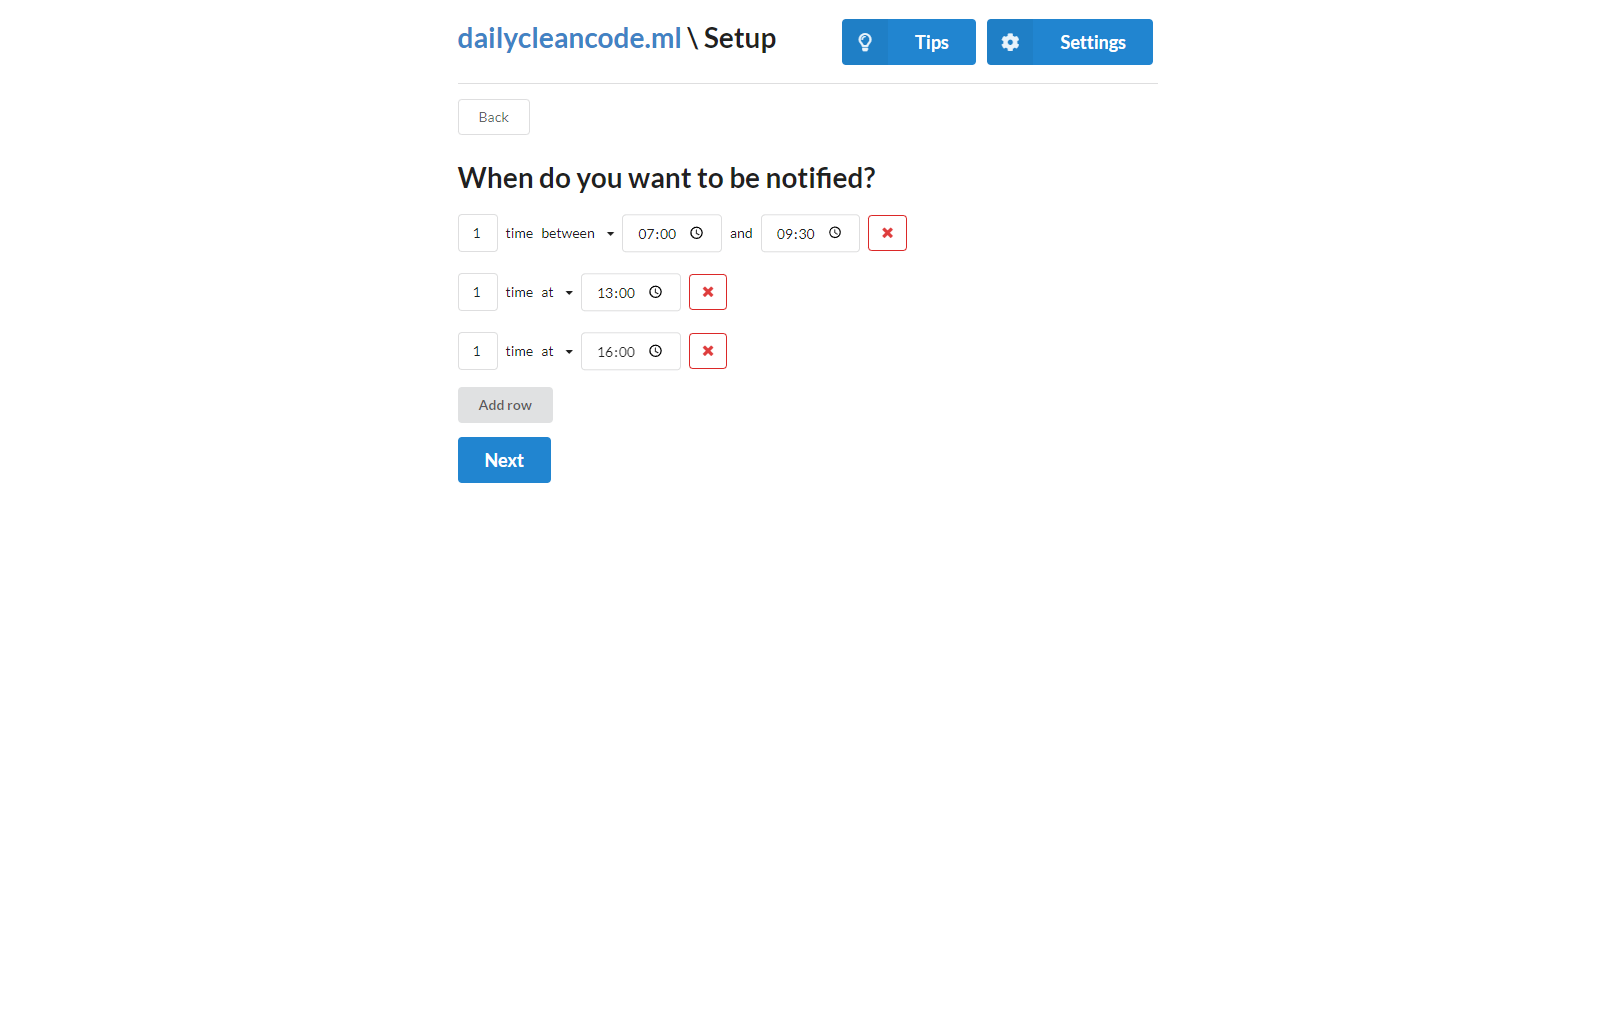 dailycleancode.ml \ Setup
Tips
Settings
Back
When do you want to be notified?
1 time between 07:00 and 09:30
1 time at 13:00
1 time at 16:00
Add row
Next